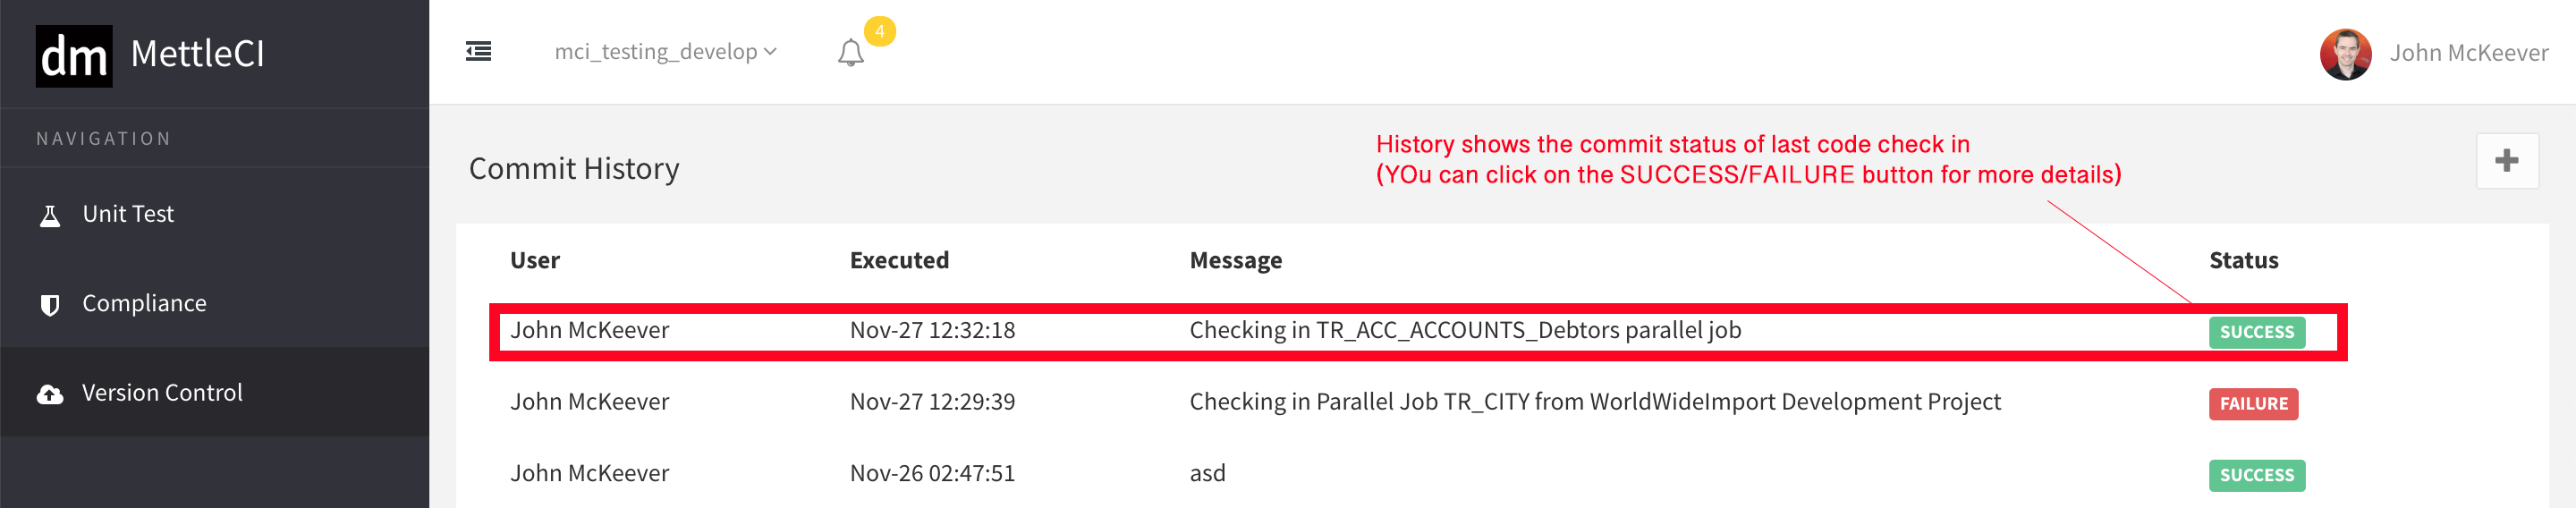 dm MettleCI
mci_testing_develop
4
John McKeever
NAVIGATION
Unit Test
Compliance
Version Control
Commit History
History shows the commit status of last code check in
(YOu can click on the SUCCESS/FAILURE button for more details)
User Executed Message Status
John McKeever Nov-27 12:32:18 Checking in TR_ACC_ACCOUNTS_Debtors parallel job SUCCESS
John McKeever Nov-27 12:29:39 Checking in Parallel Job TR_CITY from WorldWideImport Development Project FAILURE
John McKeever Nov-26 02:47:51 asd SUCCESS